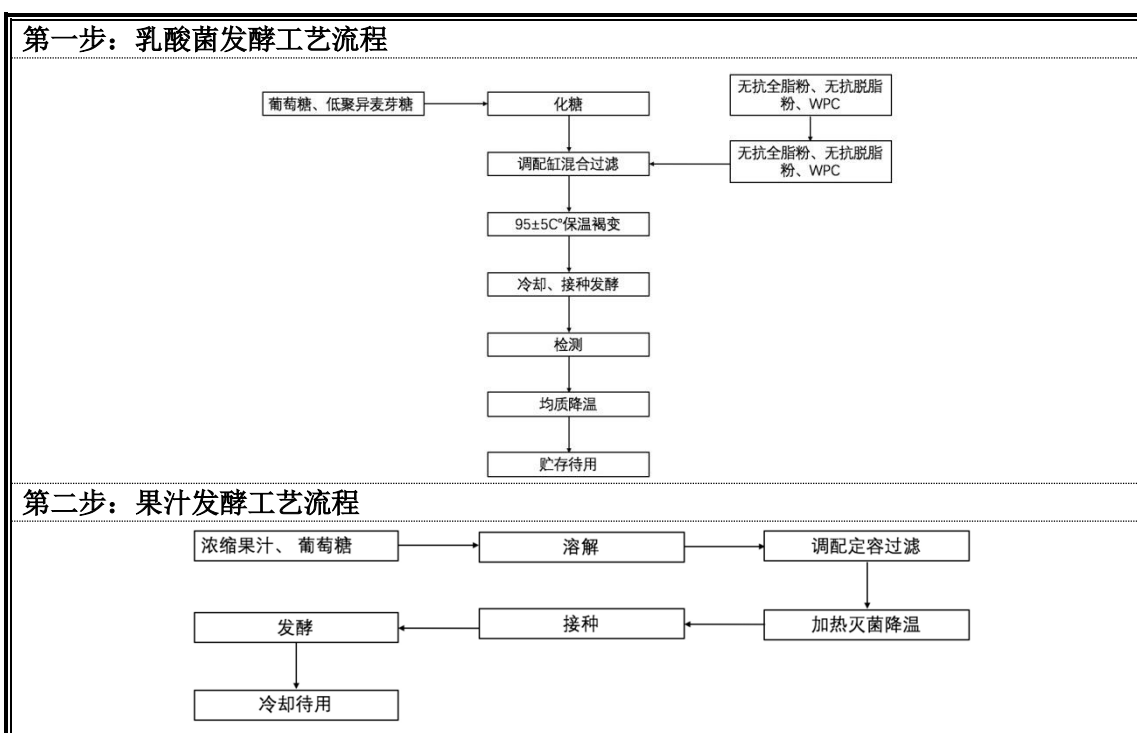 第一步：乳酸菌发酵工艺流程
葡萄糖、低聚异麦芽糖
化糖
无抗全脂粉、无抗脱脂
粉、WPC
调配缸混合过滤
无抗全脂粉、无抗脱脂
粉、WPC
95±5C°保温褐变
冷却、接种发酵
检测
均质降温
贮存待用
第二步：果汁发酵工艺流程
浓缩果汁、 葡萄糖
溶解
调配定容过滤
发酵
接种
加热灭菌降温
冷却待用